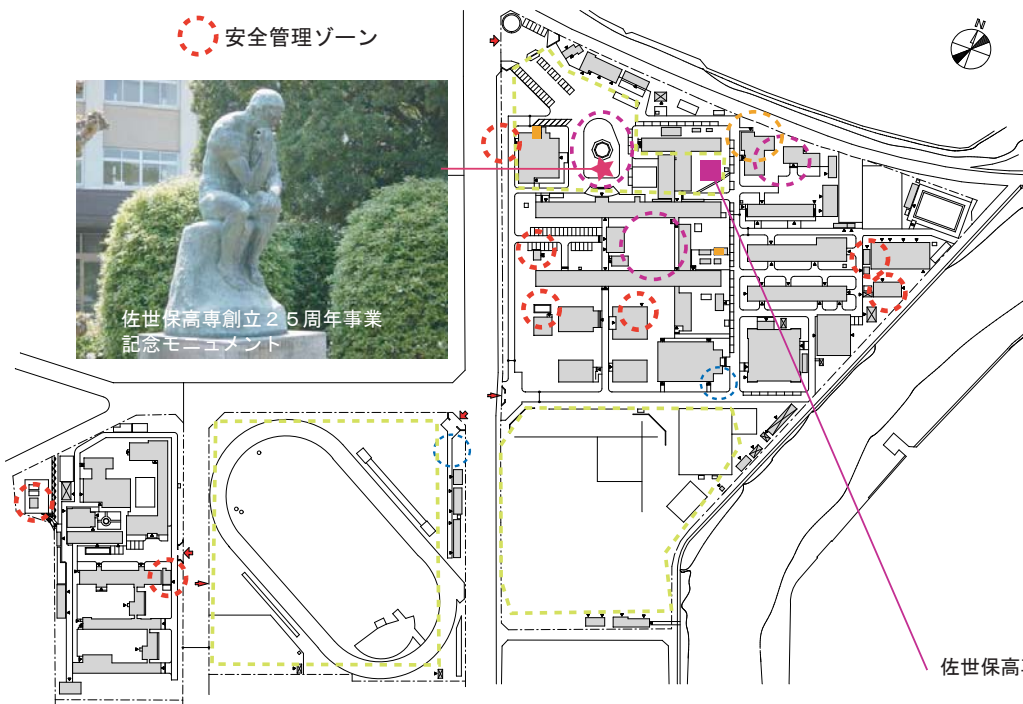 安全管理ゾーン
N
佐世保高専創立２５周年事業
記念モニュメント
佐世保高